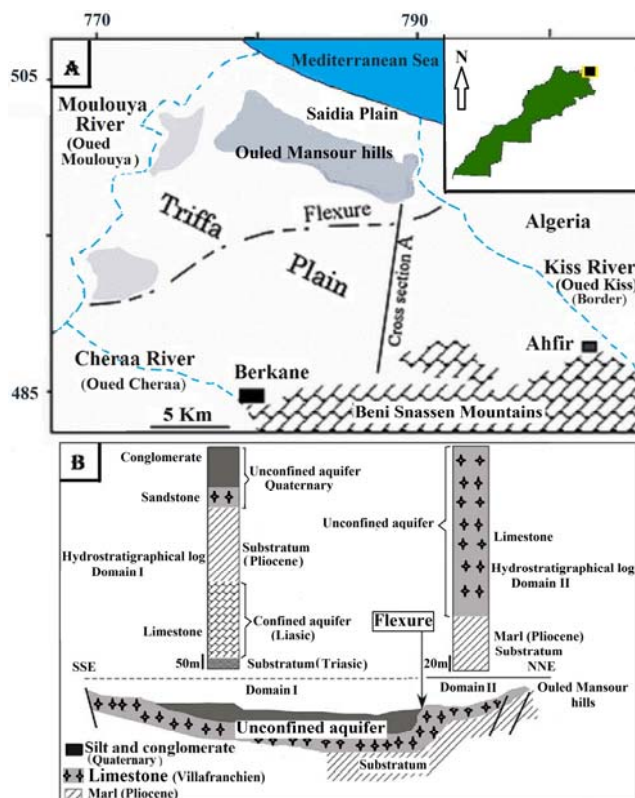 770
790
505
A
Mediterranean Sea
N
Moulouya
River
(Oued
Moulouya)
Saidia Plain
Ouled Mansour hills
Triffa
Flexure
Plain
Cross section A
Algeria
Kiss River
(Oued Kiss)
(Border)
Cheraa River
(Oued Cheraa)
Berkane
Ahfir
485
5 Km
Beni Snassen Mountains
B
Conglomerate
Sandstone
Unconfined aquifer
Quaternary
Hydrostratigraphical log
Domain I
Substratum
(Pliocene)
Limestone
Confined aquifer
(Liasic)
50m
Substratum (Triasic)
Unconfined aquifer
Limestone
Hydrostratigraphical log
Domain II
Flexure
Marl (Pliocene)
Substratum
20m
SSE
NNE
Domain I
Domain II
Ouled Mansour
hills
Unconfined aquifer
Substratum
Silt and conglomerate
(Quaternary)
Limestone (Villafranchien)
Marl (Pliocene)